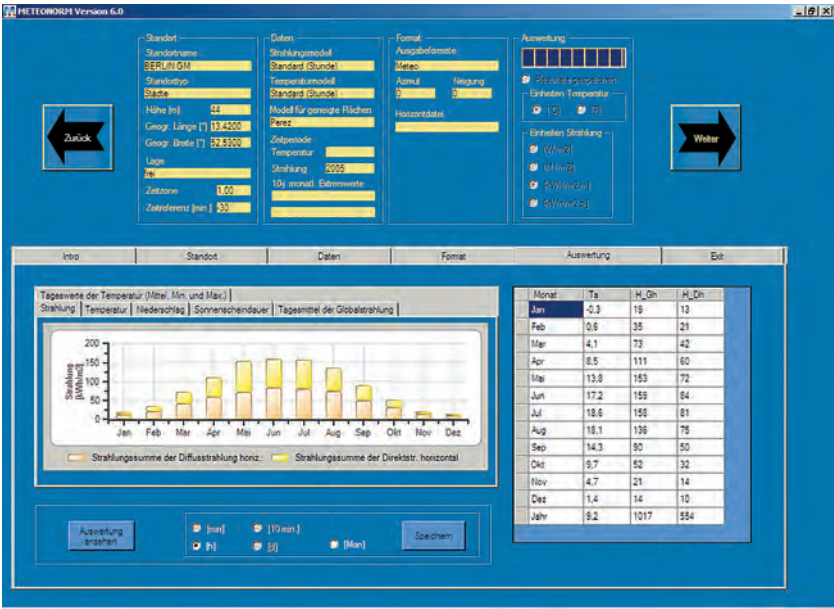 METEONORM Version 6.0
Zurück
Standort
Standortname
BERLIN GM
Standorttyp
Städte
Höhe [m] 44
Geogr. Länge [°] 13.4200
Geogr. Breite [°] 52.5300
Lage
frei
Zeitzone 1.00
Zeitreferenz [min.] -30
Daten
Strahlungsmodell
Standard (Stunde)
Temperaturmodell
Standard (Stunde)
Modell für geneigte Flächen
Perez
Zeitperiode
Temperatur
Strahlung 2005
10j. monatl. Extremwerte
Format
Ausgabeformate
Meteo
Azimut Neigung
0 0
Horizontdatei
Auswertung
Resultate gespeichert
Einheiten Temperatur
[°C] [F]
Einheiten Strahlung
[W/m2]
Weiter
Intro Standort Daten Format Auswertung Exit
Tageswerte der Temperatur (Mittel, Min. und Max.)
Strahlung Temperatur Niederschlag Sonnenscheindauer Tagesmittel der Globalstrahlung
Strahlung
[kWh/m2]
200
150
100
50
0
Jan Feb Mar Apr Mai Jun Jul Aug Sep Okt Nov Dez
Strahlungssumme der Diffusstrahlung horiz. Strahlungssumme der Direktstr. horizontal
Monat Ta H_Gh H_Dh
Jan -0.3 19 13
Feb 0,6 35 21
Mar 4,1 73 42
Apr 8,5 111 60
Mai 13,8 153 72
Jun 17,2 159 84
Jul 18,6 158 81
Aug 18,1 136 75
Sep 14,3 90 50
Okt 9,7 52 32
Nov 4,7 21 14
Dez 1,4 14 10
Jahr 9,2 1017 554
Auswertung
ansehen
[min] [10 min.]
[h] [d] [Mon]
Speichern